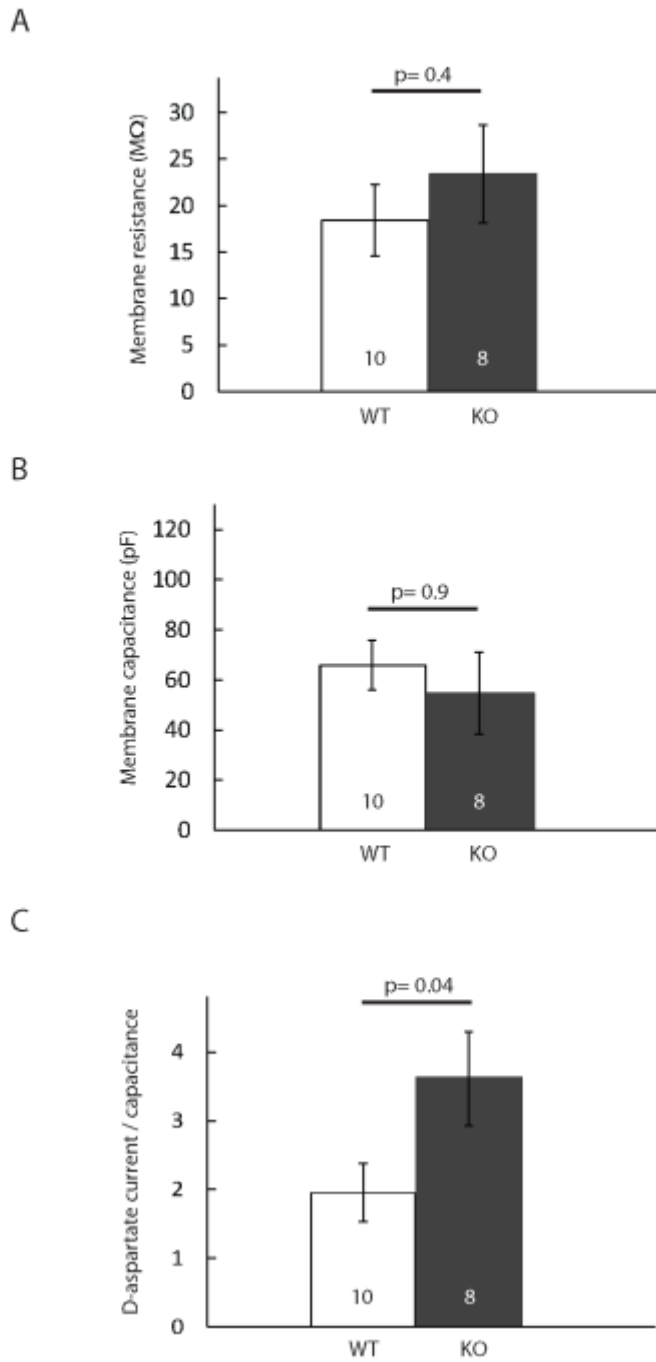 A
p= 0.4
Membrane resistance (MΩ)
30
25
20
15
10
5
0
10
8
WT
KO
B
p= 0.9
Membrane capacitance (pF)
120
100
80
60
40
20
0
10
8
WT
KO
C
p= 0.04
D-aspartate current / capacitance
4
3
2
1
0
10
8
WT
KO